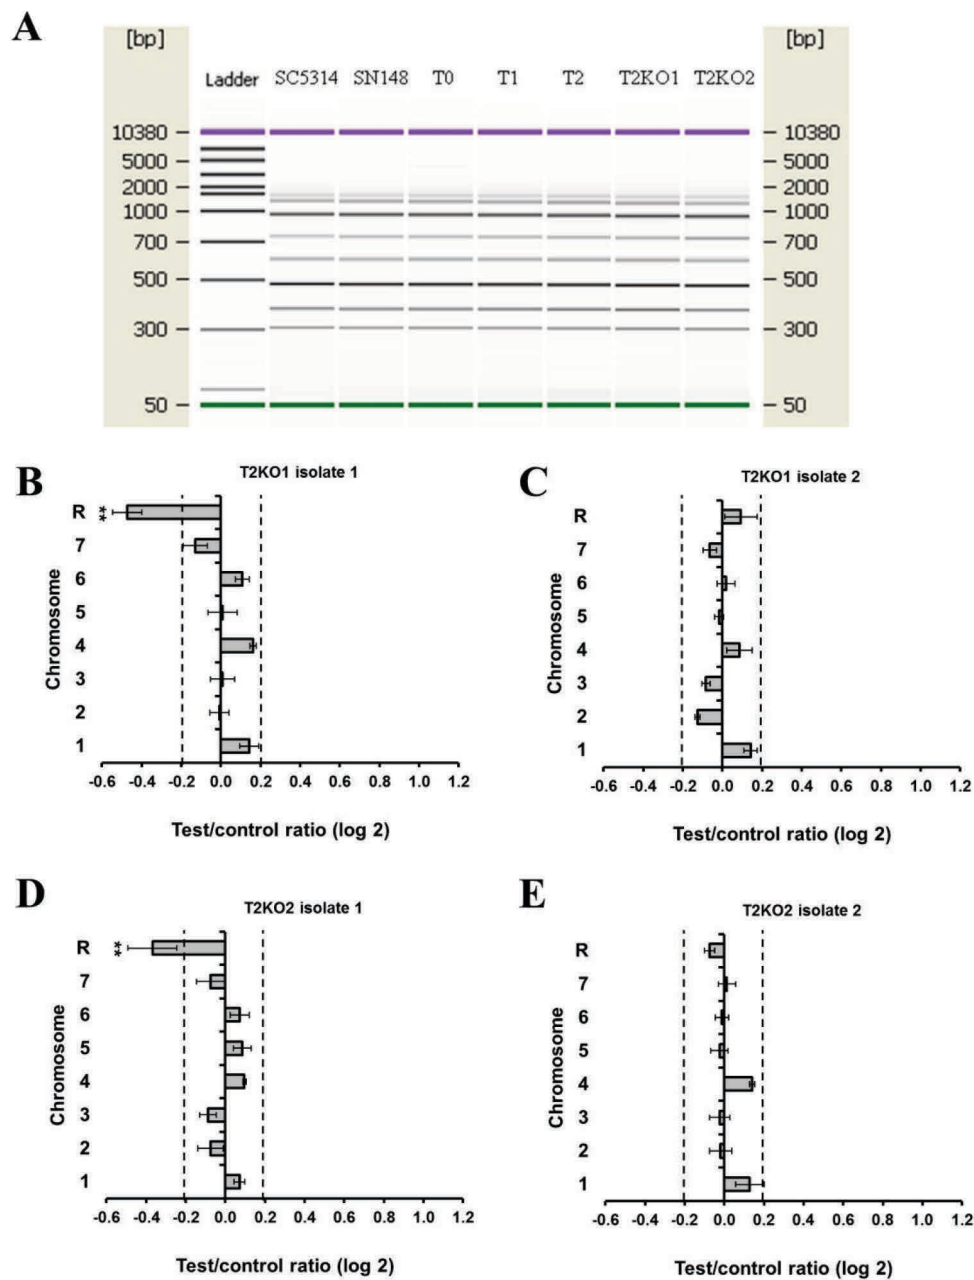 A
[bp] [bp]
Ladder SC5314 SN148 T0 T1 T2 T2KO1 T2KO2
10380 10380
5000 5000
2000 2000
1000 1000
700 700
500 500
300 300
50 50
B
T2KO1 isolate 1
Chromosome
R
**
7
6
5
4
3
2
1
-0.6 -0.4 -0.2 0.0 0.2 0.4 0.6 0.8 1.0 1.2
Test/control ratio (log 2)
C
T2KO1 isolate 2
Chromosome
R
7
6
5
4
3
2
1
-0.6 -0.4 -0.2 0.0 0.2 0.4 0.6 0.8 1.0 1.2
Test/control ratio (log 2)
D
T2KO2 isolate 1
Chromosome
R
**
7
6
5
4
3
2
1
-0.6 -0.4 -0.2 0.0 0.2 0.4 0.6 0.8 1.0 1.2
Test/control ratio (log 2)
E
T2KO2 isolate 2
Chromosome
R
7
6
5
4
3
2
1
-0.6 -0.4 -0.2 0.0 0.2 0.4 0.6 0.8 1.0 1.2
Test/control ratio (log 2)